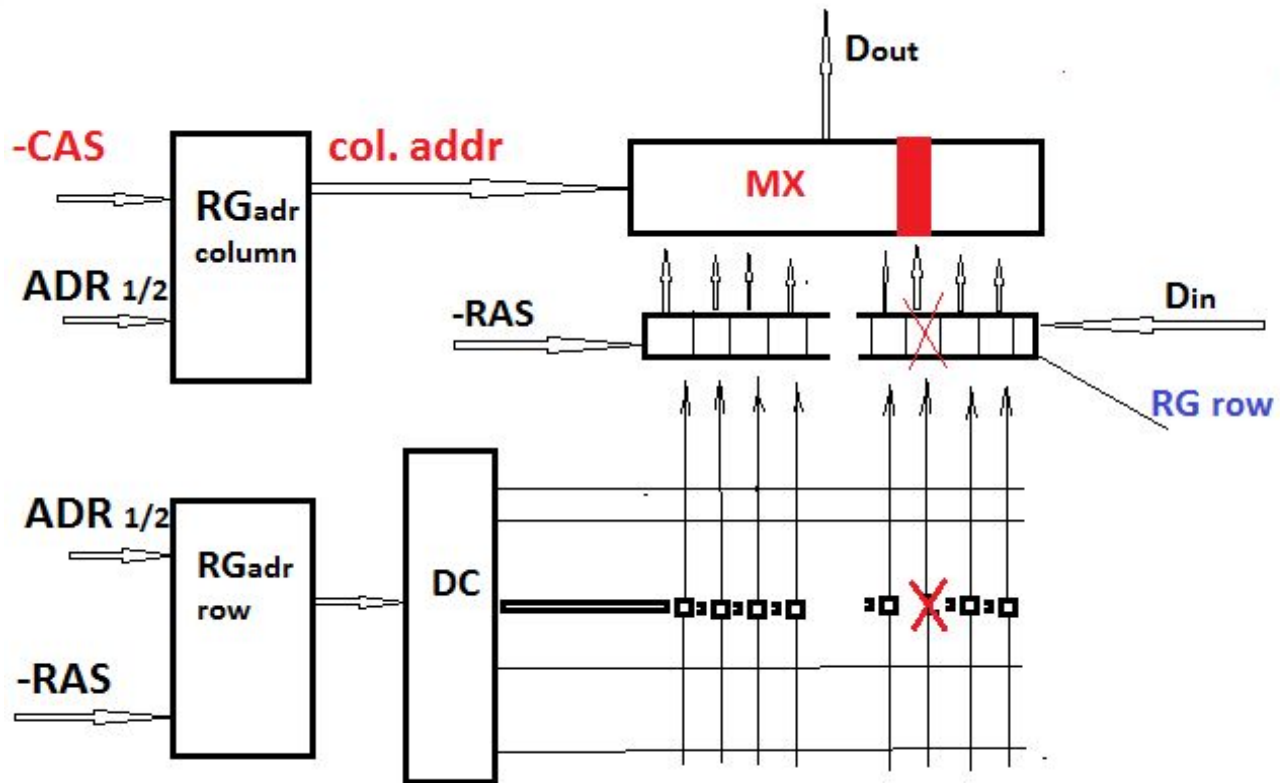 Dout
-CAS
col. addr
MX
RGadr
column
ADR 1/2
-RAS
Din
RG row
ADR 1/2
RGadr
row
DC
-RAS